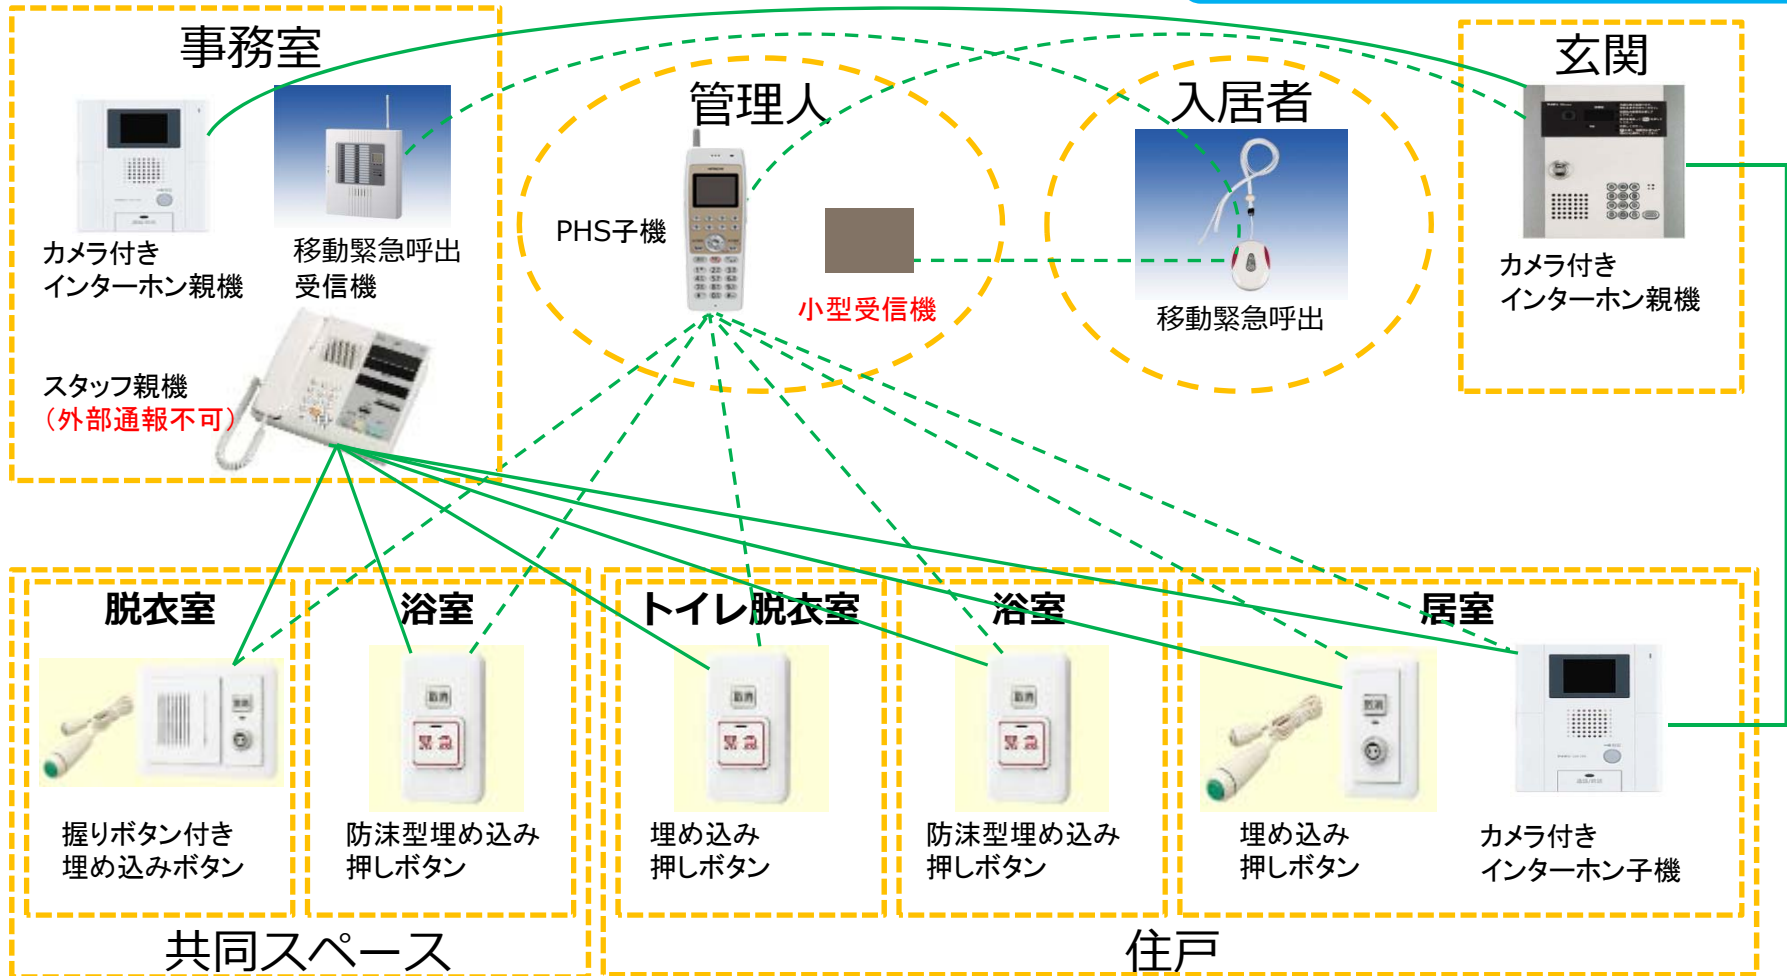 事務室
カメラ付き
インターホン親機
移動緊急呼出
受信機
スタッフ親機
（外部通報不可）
管理人
PHS子機
小型受信機
入居者
移動緊急呼出
玄関
カメラ付き
インターホン親機
脱衣室
握りボタン付き
埋め込みボタン
浴室
防沫型埋め込み
押しボタン
共同スペース
トイレ脱衣室
埋め込み
押しボタン
浴室
防沫型埋め込み
押しボタン
居室
埋め込み
押しボタン
カメラ付き
インターホン子機
住戸